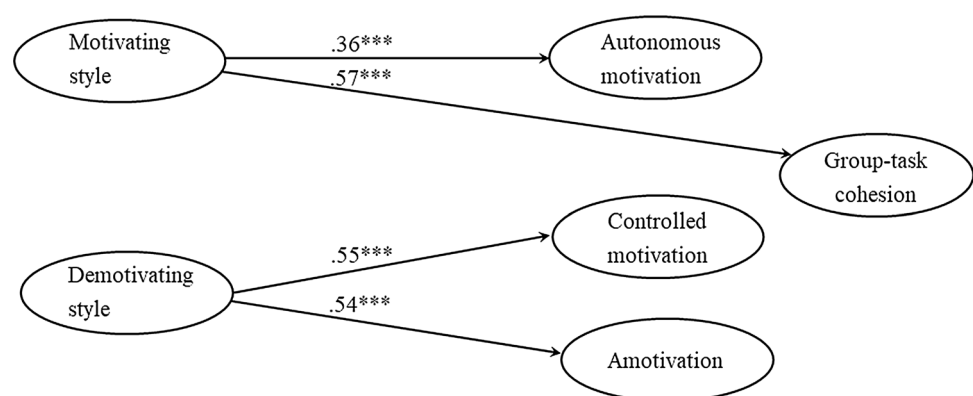 Motivating
style
.36***
.57***
Autonomous
motivation
Group-task
cohesion
Demotivating
style
.55***
.54***
Controlled
motivation
Amotivation